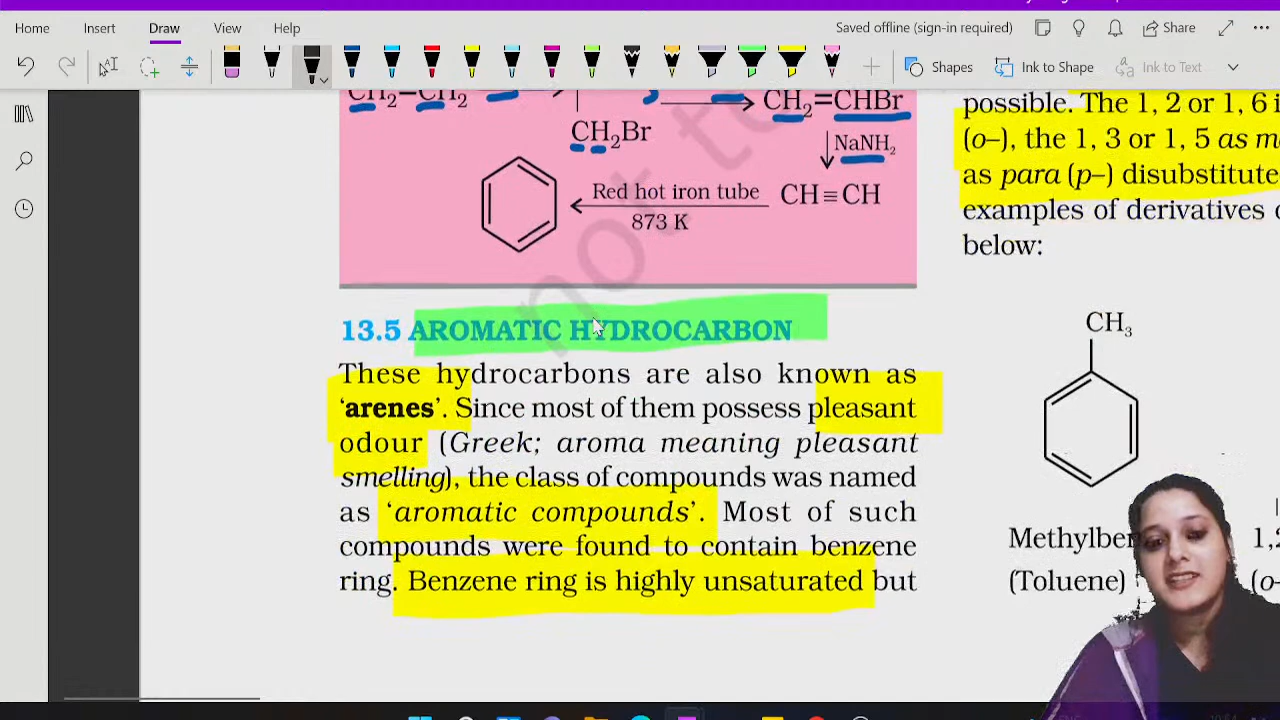 Home Insert Draw View Help Saved offline (sign-in required) Share
Shapes Ink to Shape Ink to Text
CH₂=CH₂ CH₂=CHBr
CH₂Br NaNH₂
Red hot iron tube CH≡CH
873 K
not to
13.5 AROMATIC HYDROCARBON
These hydrocarbons are also known as
‘arenes’. Since most of them possess pleasant
odour (Greek; aroma meaning pleasant
smelling), the class of compounds was named
as ‘aromatic compounds’. Most of such
compounds were found to contain benzene
ring. Benzene ring is highly unsaturated but
possible. The 1, 2 or 1, 6
(o–), the 1, 3 or 1, 5 as
as para (p–) disubstitute
examples of derivatives
below:
CH₃
(Toluene)